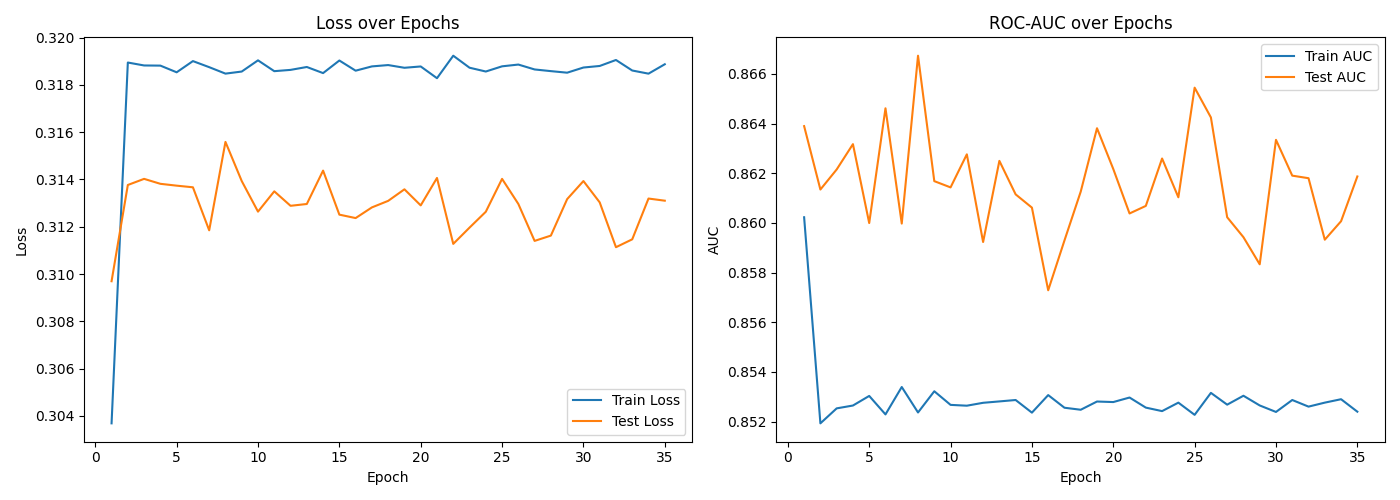 Loss over Epochs
0.320
0.318
0.316
0.314
0.312
0.310
0.308
0.306
0.304
Loss
0 5 10 15 20 25 30 35
Epoch
Train Loss
Test Loss
ROC-AUC over Epochs
0.866
0.864
0.862
0.860
0.858
0.856
0.854
0.852
AUC
0 5 10 15 20 25 30 35
Epoch
Train AUC
Test AUC